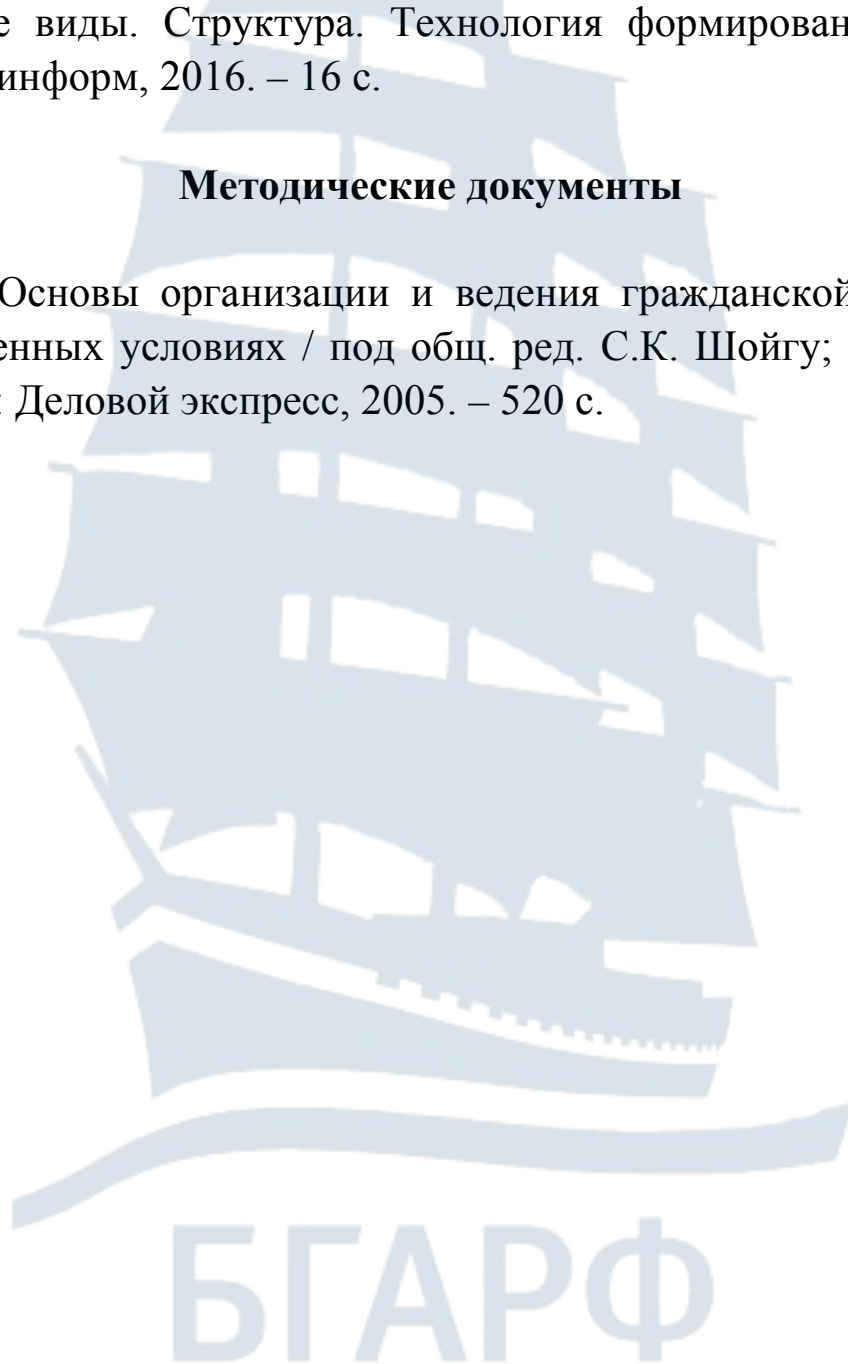 е виды. Структура. Технология формирован
информ, 2016. – 16 с.
Методические документы
Основы организации и ведения гражданской
енных условиях / под общ. ред. С.К. Шойгу;
: Деловой экспресс, 2005. – 520 с.
БГАРФ